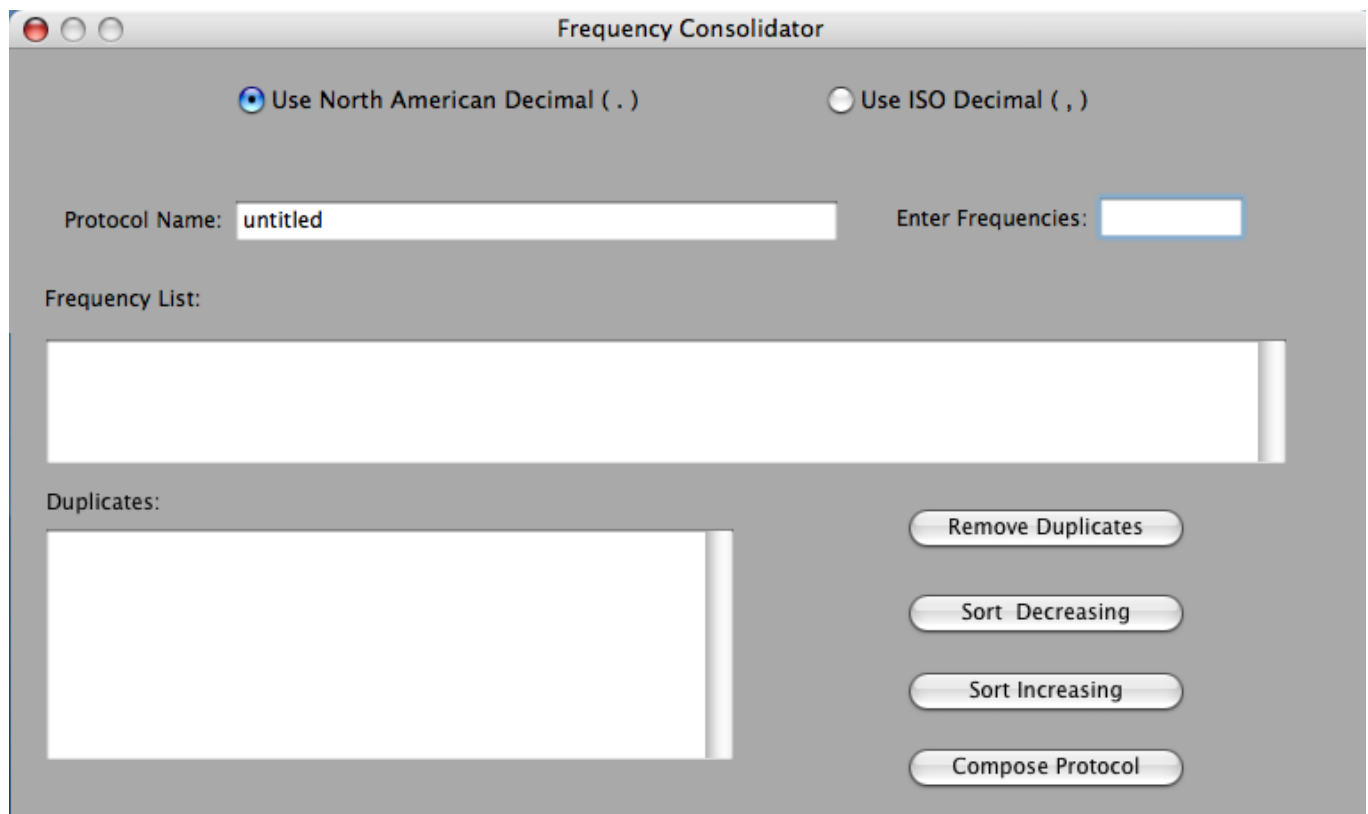 Frequency Consolidator
Use North American Decimal ( . )
Use ISO Decimal ( , )
Protocol Name:
untitled
Enter Frequencies:
Frequency List:
Duplicates:
Remove Duplicates
Sort  Decreasing
Sort Increasing
Compose Protocol